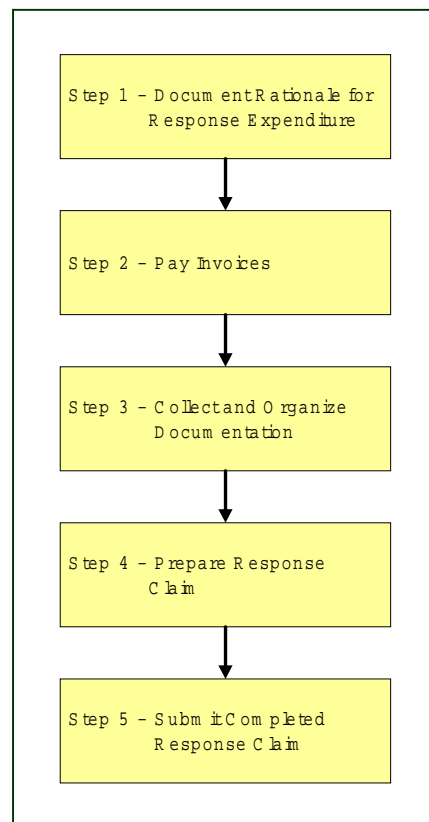 Step 1 – Document Rationale for
Response Expenditure
Step 2 – Pay Invoices
Step 3 – Collect and Organize
Documentation
Step 4 – Prepare Response
Claim
Step 5 – Submit Completed
Response Claim